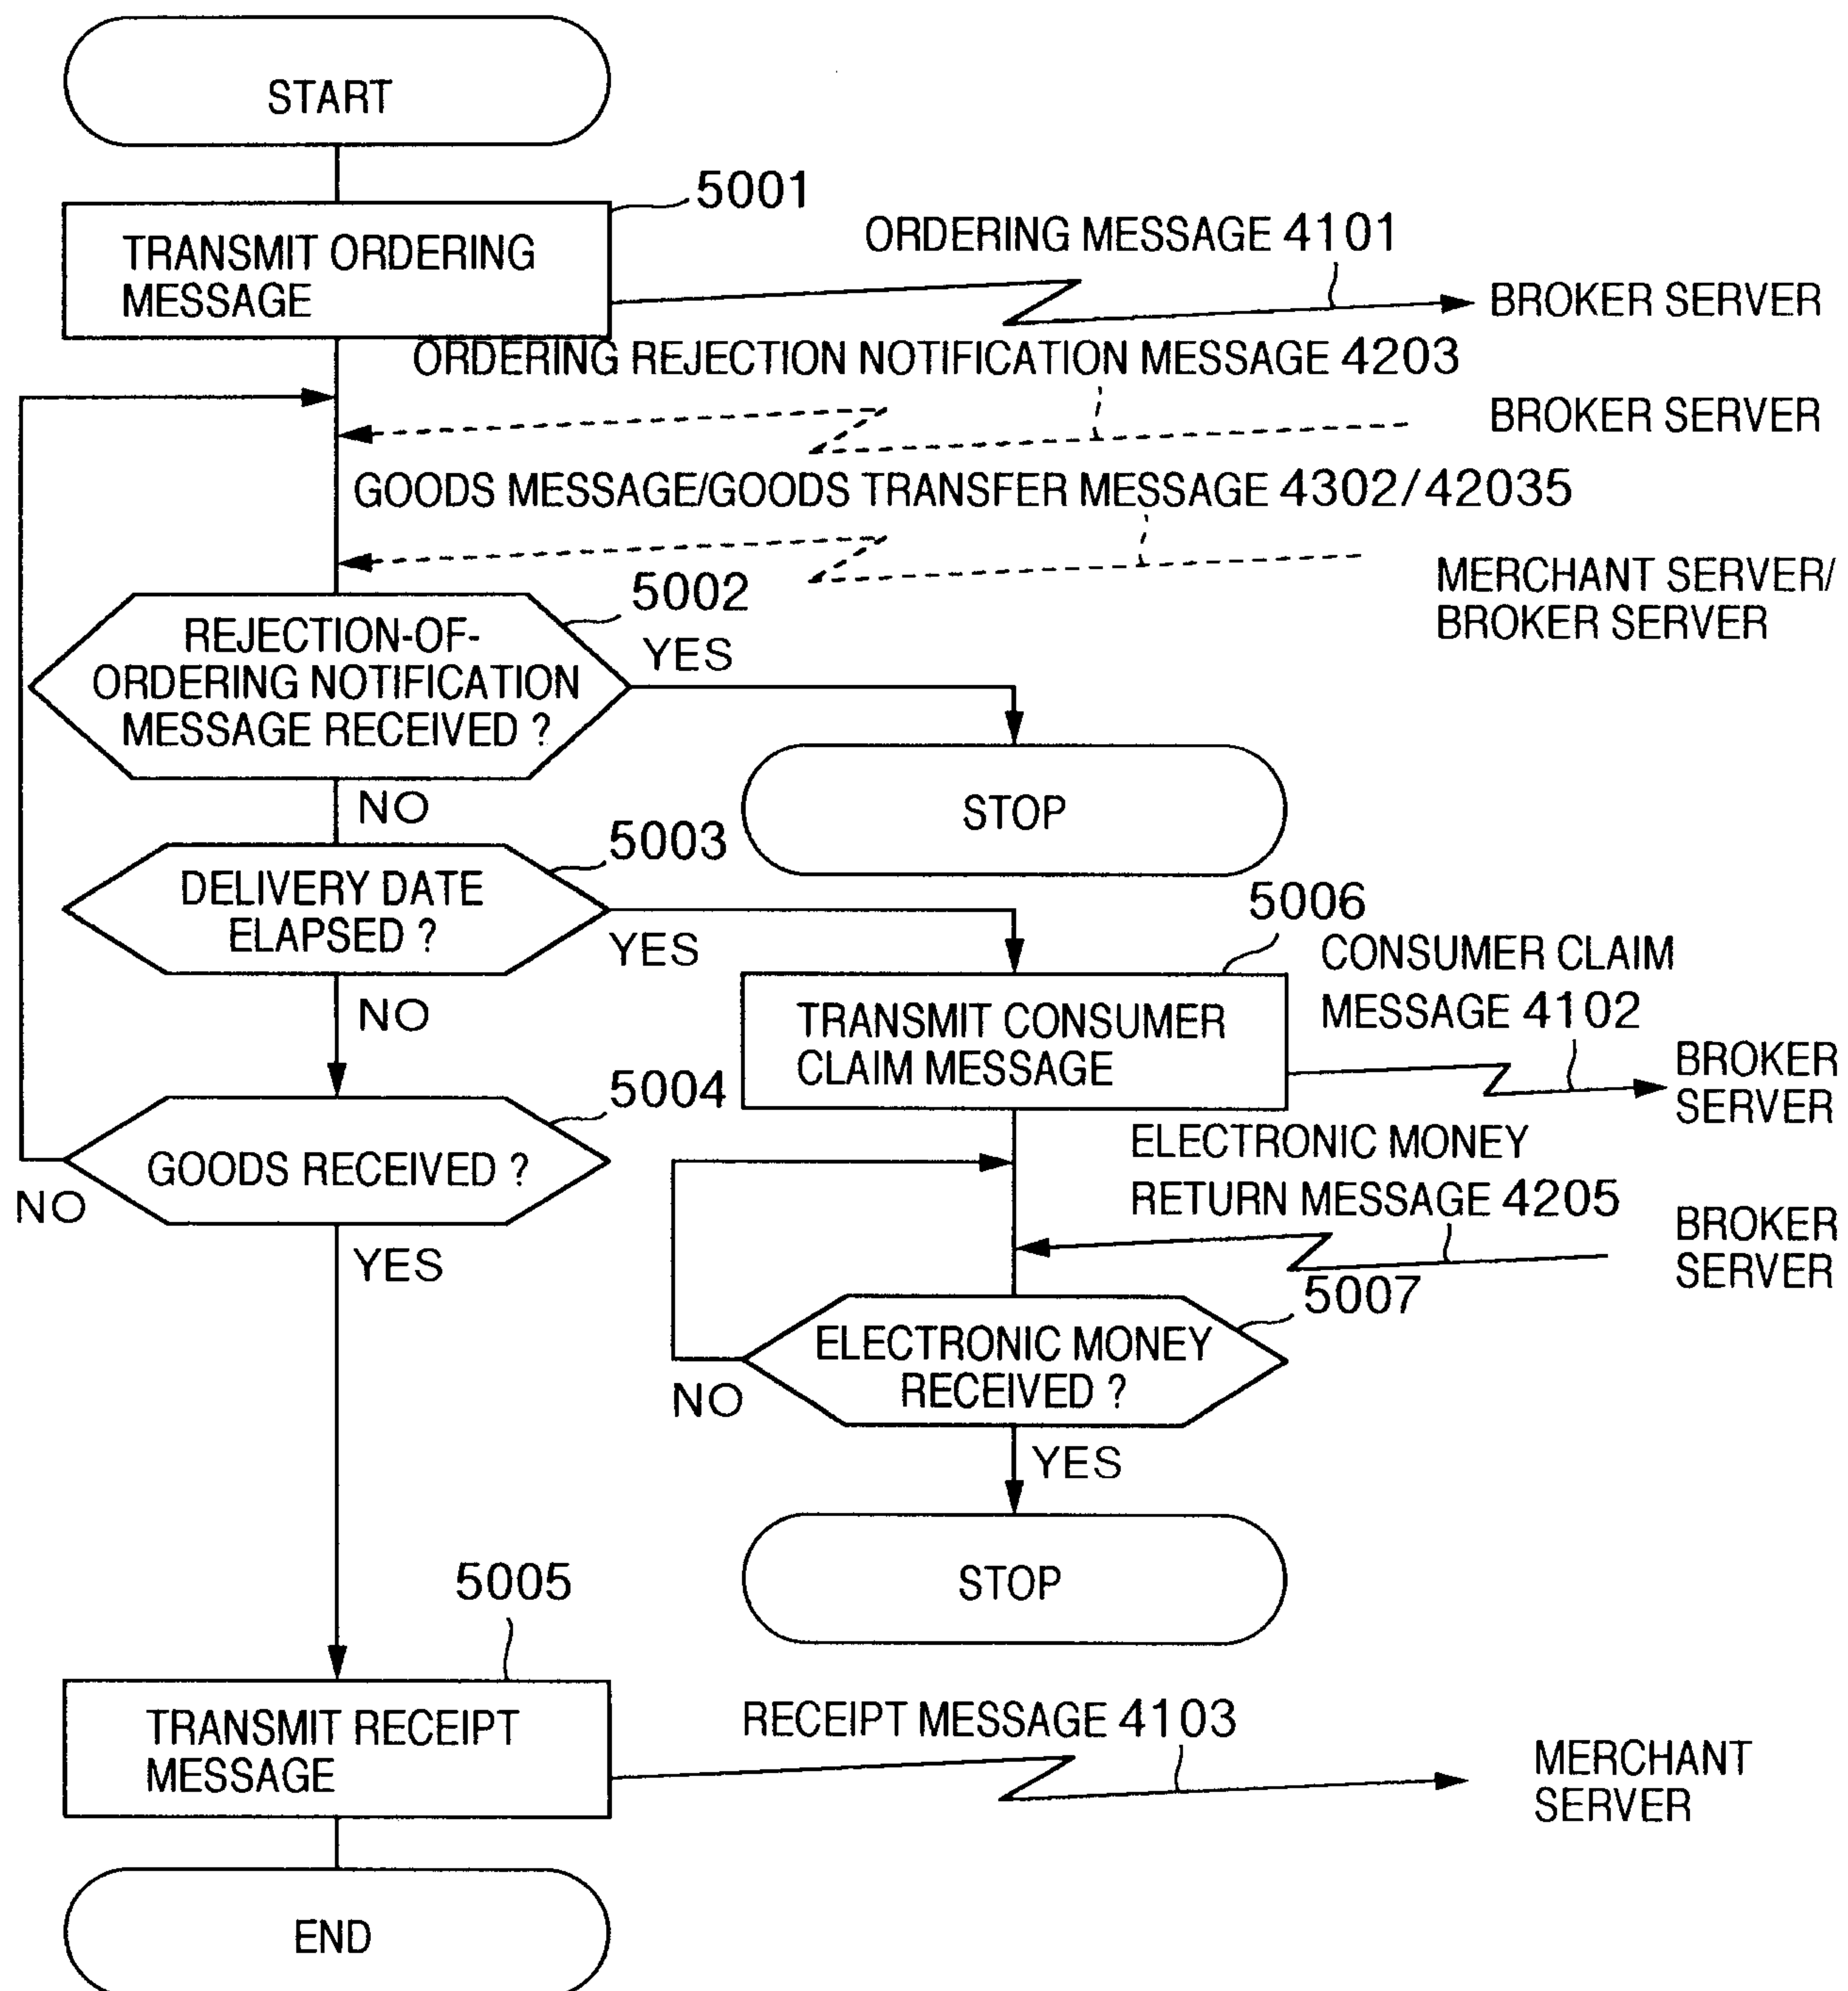 START
5001
TRANSMIT ORDERING
MESSAGE
ORDERING MESSAGE 4101
BROKER SERVER
ORDERING REJECTION NOTIFICATION MESSAGE 4203
BROKER SERVER
GOODS MESSAGE/GOODS TRANSFER MESSAGE 4302/42035
MERCHANT SERVER/
BROKER SERVER
5002
REJECTION-OF-
ORDERING NOTIFICATION
MESSAGE RECEIVED ?
YES
STOP
NO
5003
DELIVERY DATE
ELAPSED ?
YES
NO
5006
TRANSMIT CONSUMER
CLAIM MESSAGE
CONSUMER CLAIM
MESSAGE 4102
BROKER
SERVER
5004
GOODS RECEIVED ?
NO
YES
ELECTRONIC MONEY
RETURN MESSAGE 4205
BROKER
SERVER
5007
ELECTRONIC MONEY
RECEIVED ?
NO
YES
STOP
5005
TRANSMIT RECEIPT
MESSAGE
RECEIPT MESSAGE 4103
MERCHANT
SERVER
END